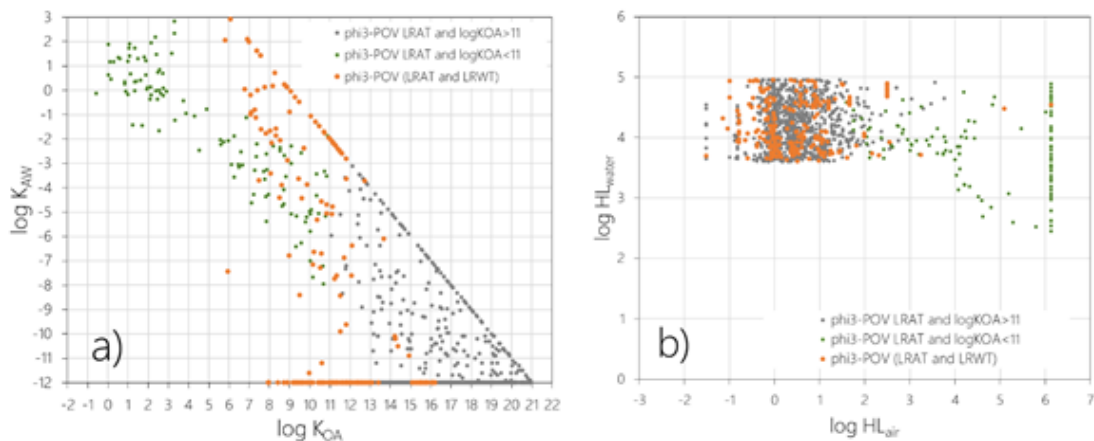 3
2
1
0
-1
-2
-3
-4
-5
-6
-7
-8
-9
-10
-11
-12
log K_AW
phi3-POV LRAT and logKOA>11
phi3-POV LRAT and logKOA<11
phi3-POV (LRAT and LRWT)
a)
-2 -1 0 1 2 3 4 5 6 7 8 9 10 11 12 13 14 15 16 17 18 19 20 21 22
log K_OA
6
5
4
3
2
1
0
log HL_water
phi3-POV LRAT and logKOA>11
phi3-POV LRAT and logKOA<11
phi3-POV (LRAT and LRWT)
b)
-3 -2 -1 0 1 2 3 4 5 6 7
log HL_air